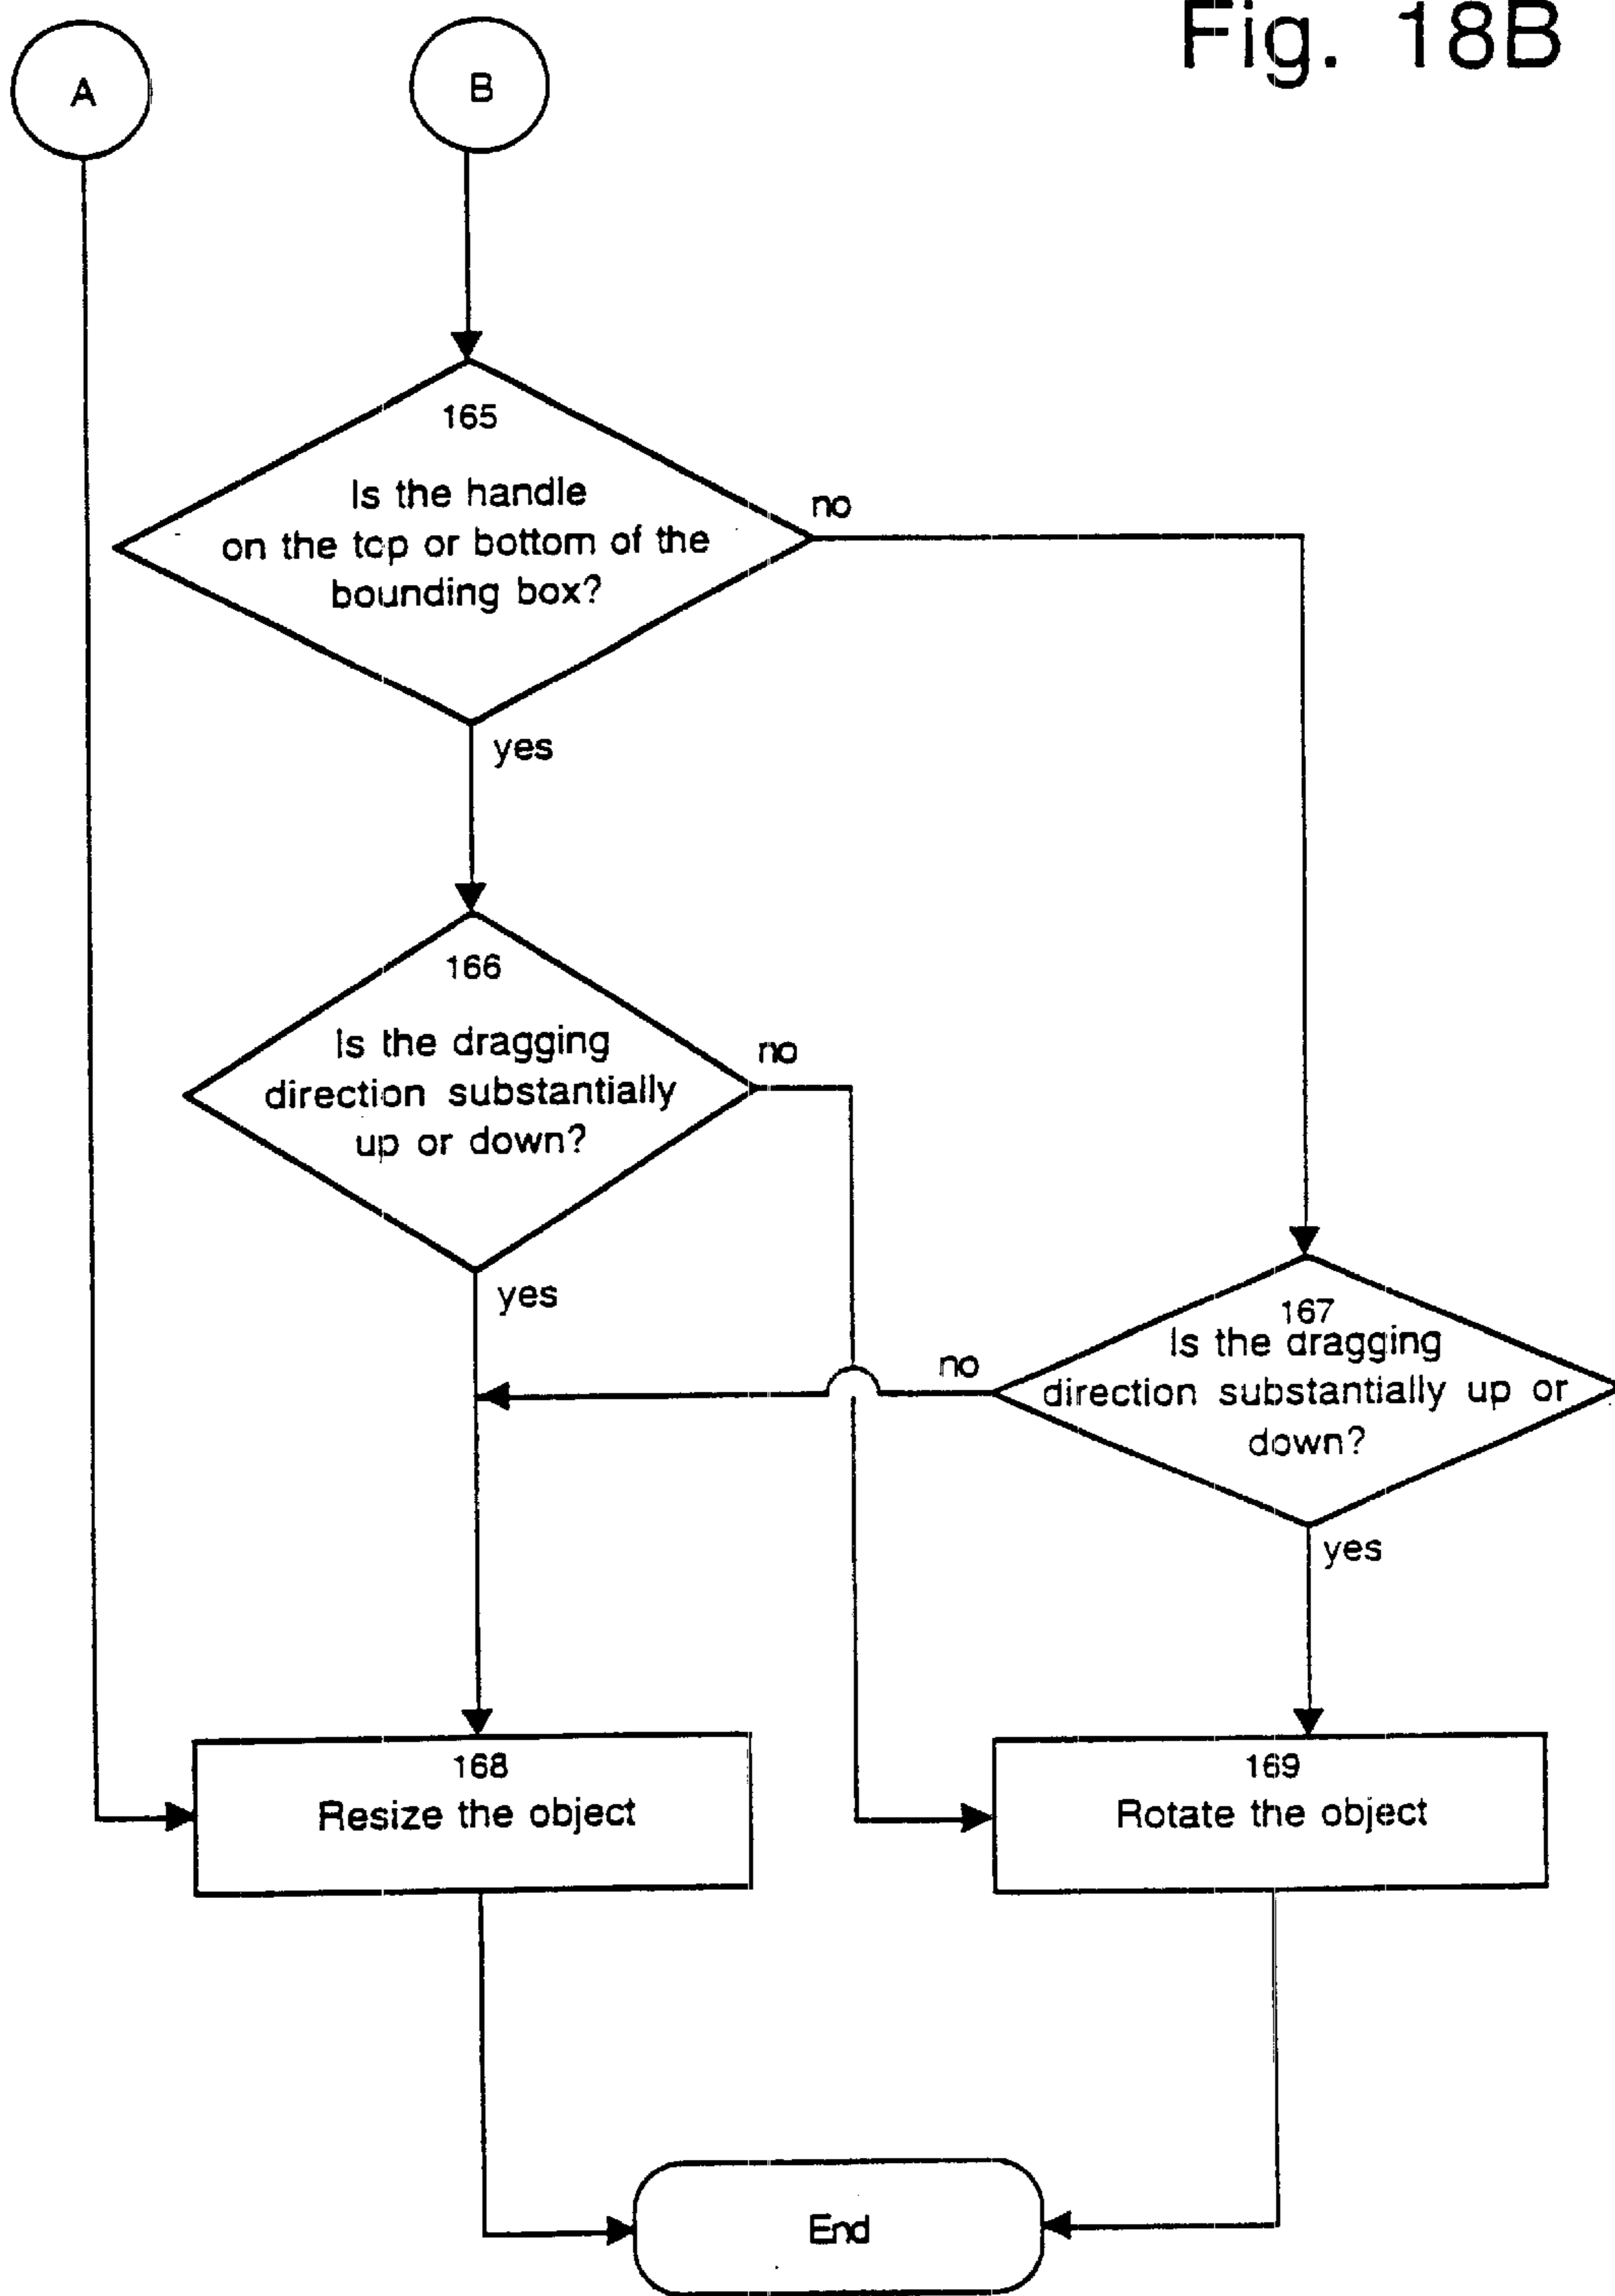 Fig. 18B
A
B
165
Is the handle
on the top or bottom of the
bounding box?
no
yes
166
Is the dragging
direction substantially
up or down?
no
yes
167
Is the dragging
direction substantially up or
down?
no
yes
168
Resize the object
169
Rotate the object
End